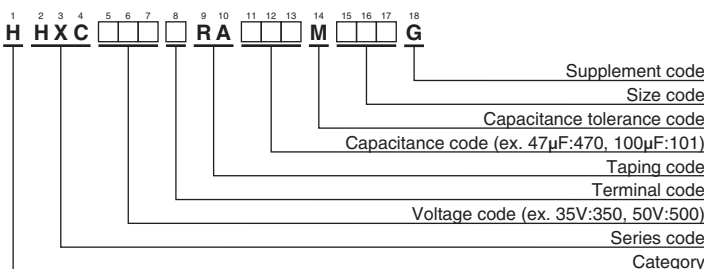 1 2 3 4 5 6 7 8 9 10 11 12 13 14 15 16 17 18
H HXC □□□ □ RA □□□ M □□□ G
Supplement code
Size code
Capacitance tolerance code
Capacitance code (ex. 47µF:470, 100µF:101)
Taping code
Terminal code
Voltage code (ex. 35V:350, 50V:500)
Series code
Category